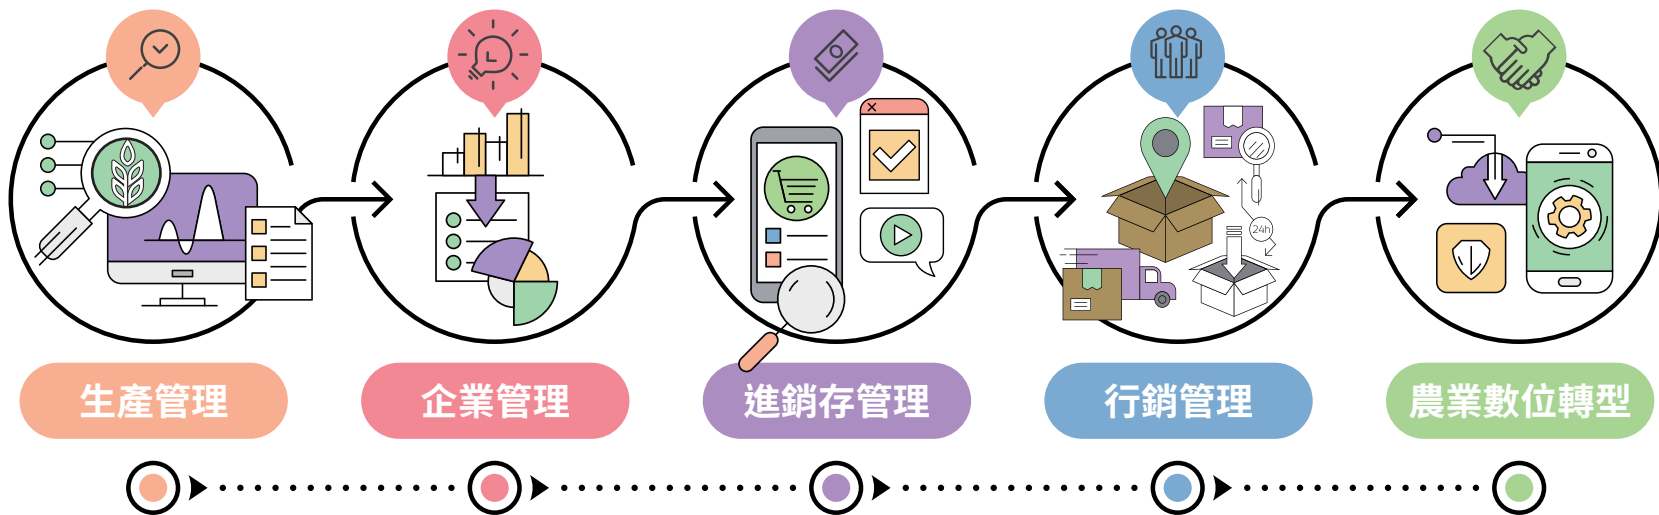 24h
生產管理
企業管理
進銷存管理
行銷管理
農業數位轉型